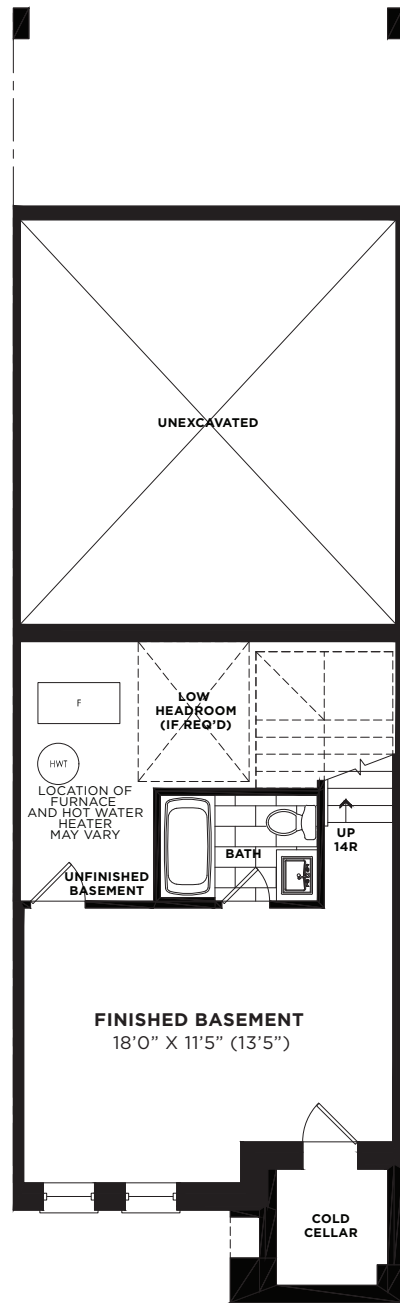 UNEXCAVATED
LOW
HEADROOM
(IF REQ'D)
F
HWT
LOCATION OF
FURNACE
AND HOT WATER
HEATER
MAY VARY
UP
14R
BATH
UNFINISHED
BASEMENT
FINISHED BASEMENT
18'0" X 11'5" (13'5")
COLD
CELLAR